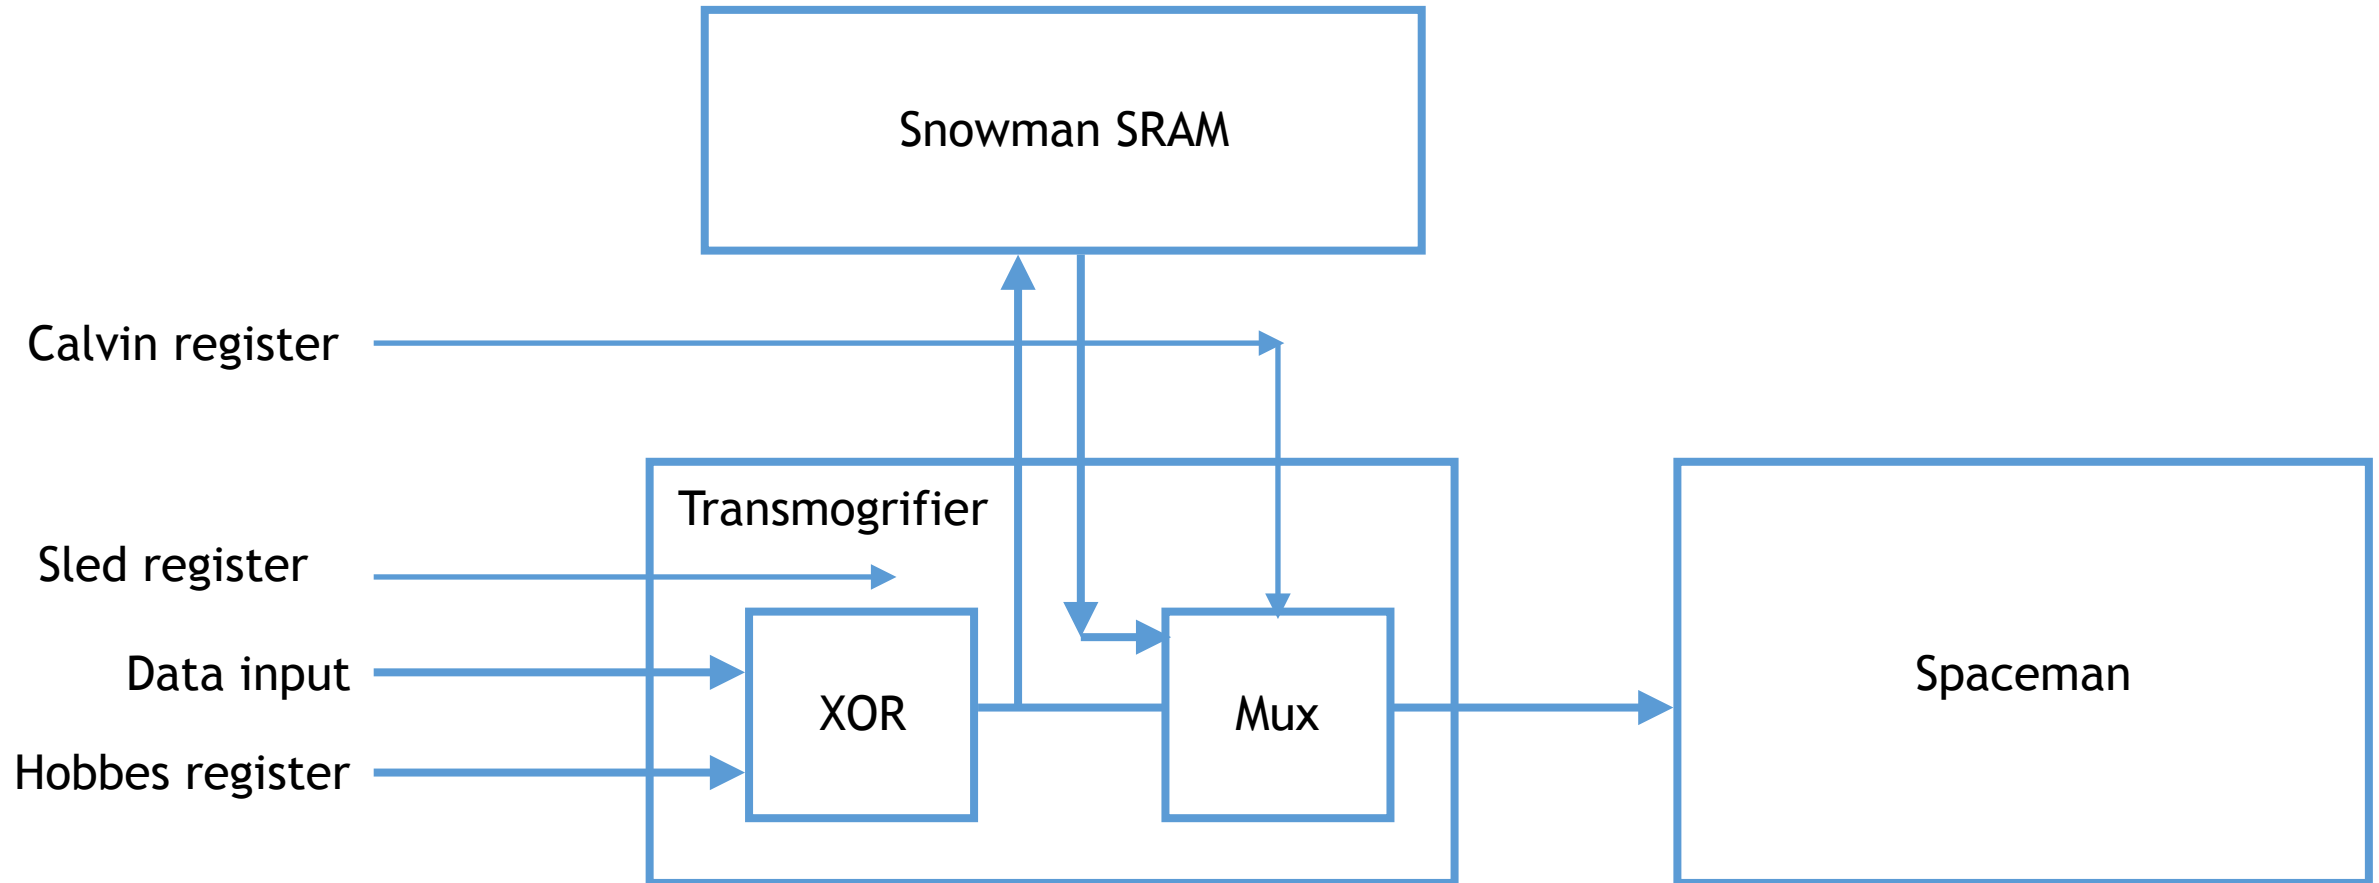 Snowman SRAM
Calvin register
Transmogrifier
Sled register
Data input
XOR
Mux
Spaceman
Hobbes register